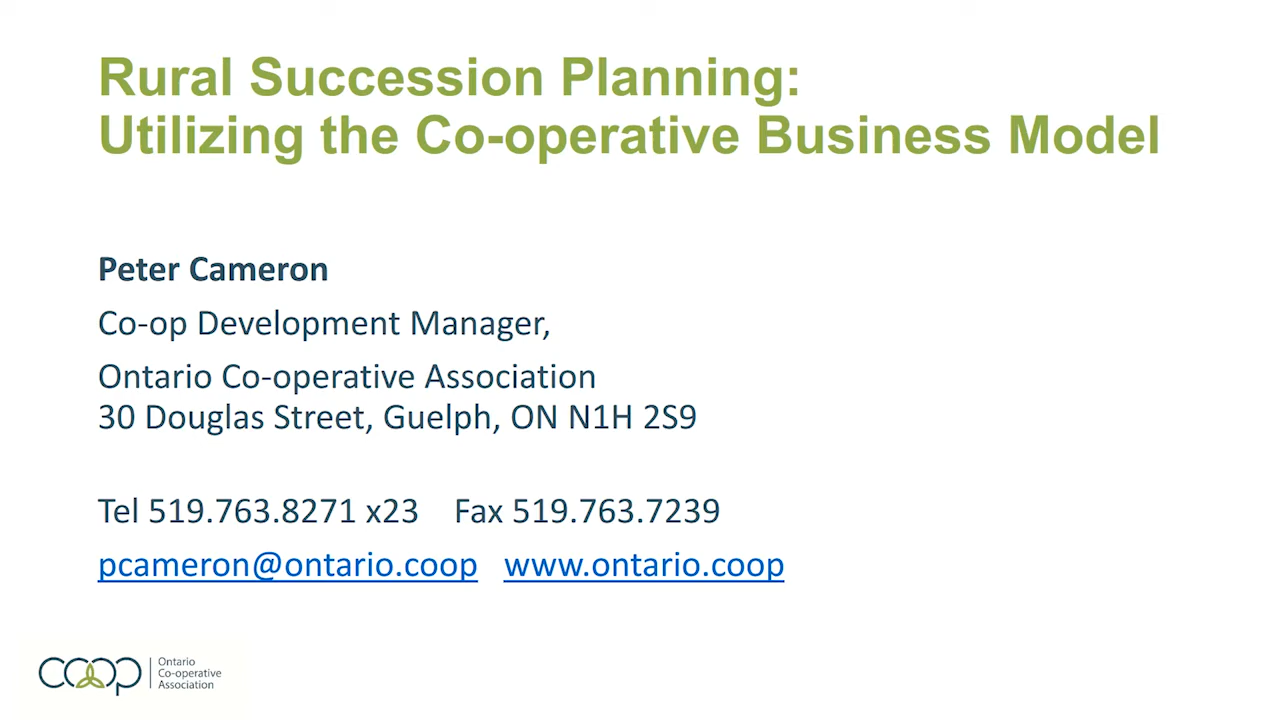 Rural Succession Planning:
Utilizing the Co-operative Business Model
Peter Cameron
Co-op Development Manager,
Ontario Co-operative Association
30 Douglas Street, Guelph, ON N1H 2S9
Tel 519.763.8271 x23 Fax 519.763.7239
pcameron@ontario.coop www.ontario.coop
coop
Ontario
Co-operative
Association